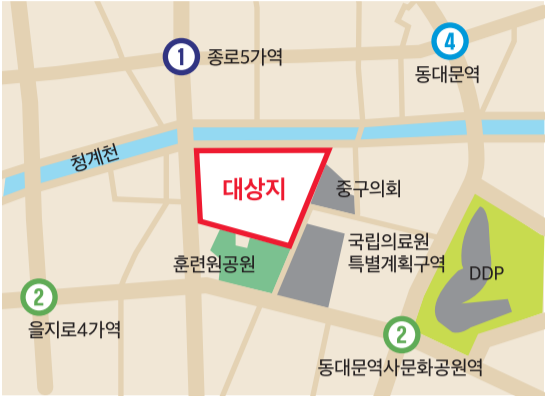 1 종로5가역
4
동대문역
청계천
대상지
중구의회
국립의료원
특별계획구역
훈련원공원
DDP
2
을지로4가역
2
동대문역사문화공원역